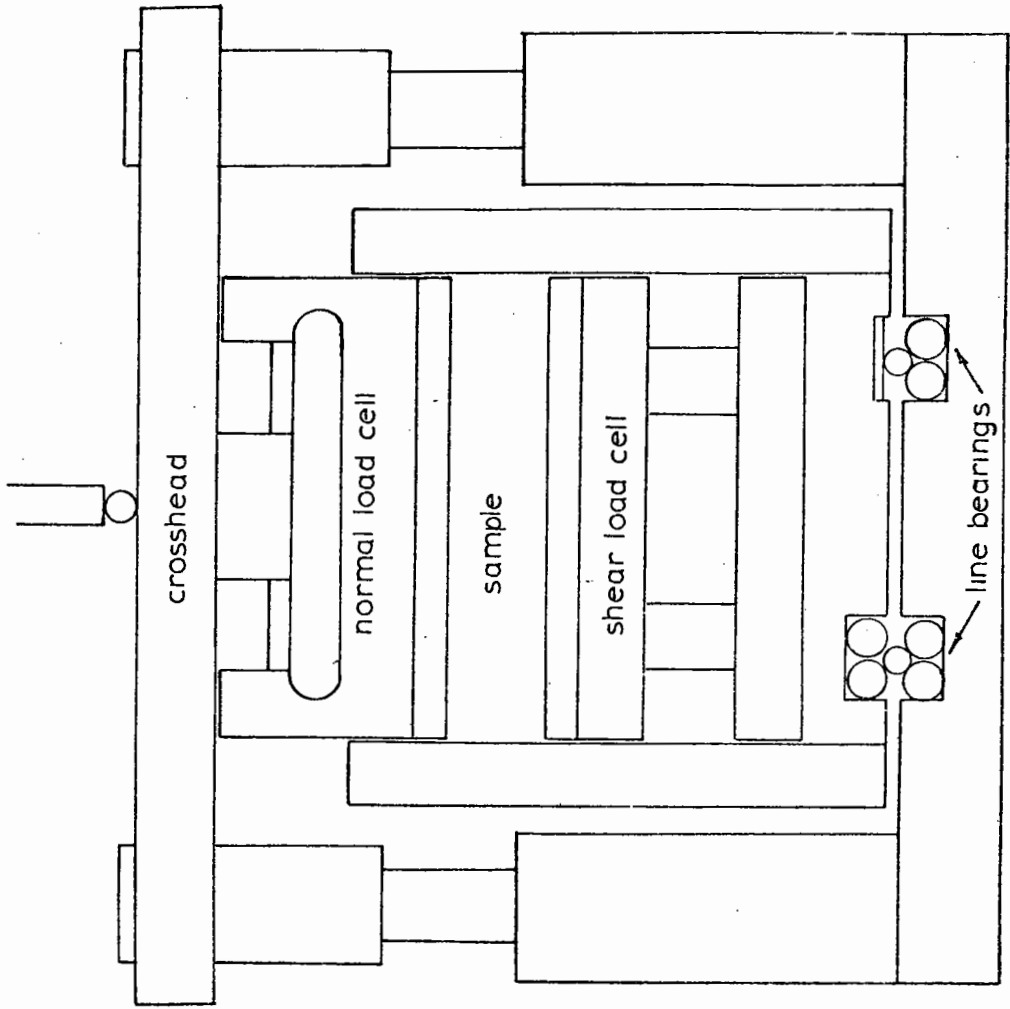 crosshead
normal load cell
sample
shear load cell
line bearings